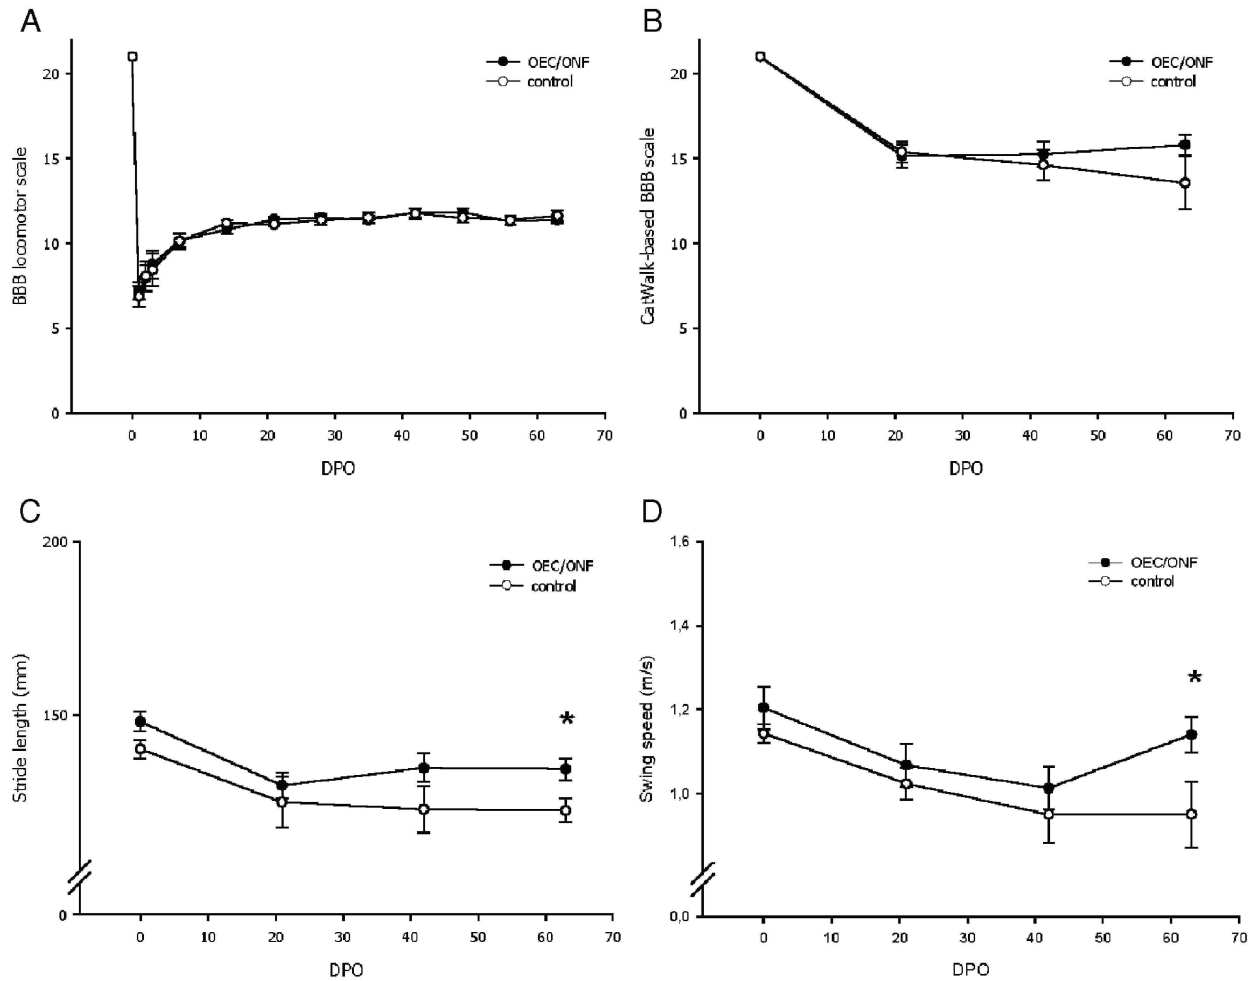 A
BBB locomotor scale
20
15
10
5
0
0 10 20 30 40 50 60 70
DPO
OEC/ONF
control
B
CatWalk-based BBB scale
20
15
10
5
0
0 10 20 30 40 50 60 70
DPO
OEC/ONF
control
C
Stride length (mm)
200
150
0
0 10 20 30 40 50 60 70
DPO
OEC/ONF
control
*
D
Swing speed (m/s)
1,6
1,4
1,2
1,0
0,0
0 10 20 30 40 50 60 70
DPO
OEC/ONF
control
*